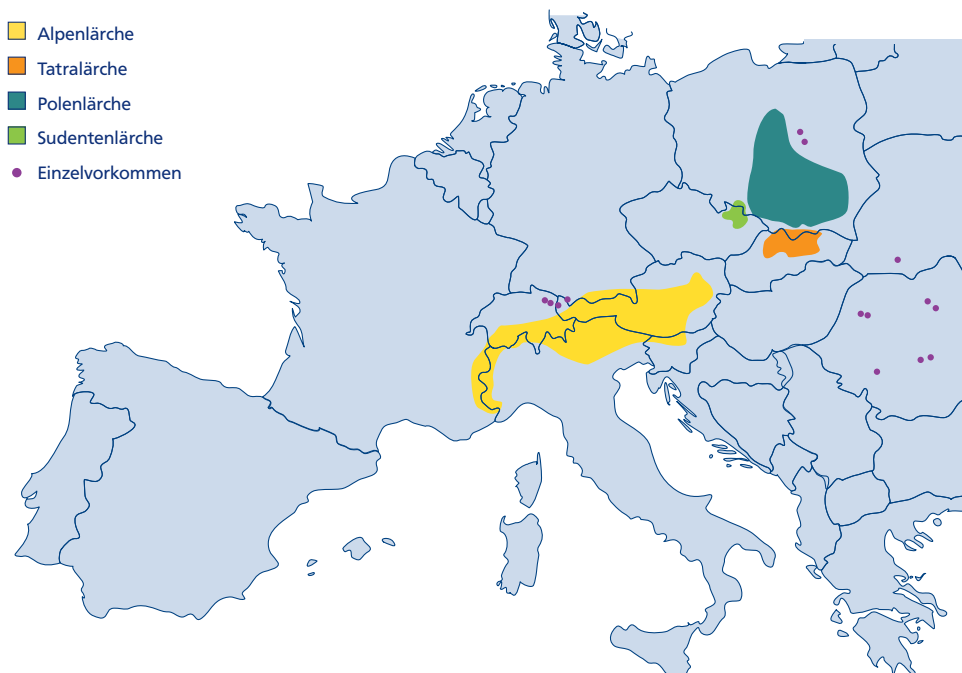 Alpenlärche
Tatralärche
Polenlärche
Sudentenlärche
Einzelvorkommen